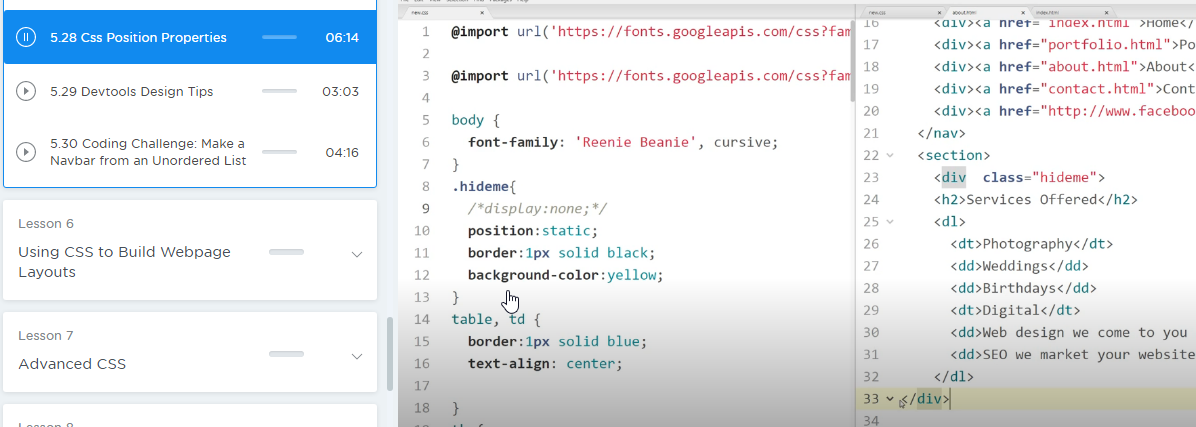 5.28 Css Position Properties 06:14
5.29 Devtools Design Tips 03:03
5.30 Coding Challenge: Make a
Navbar from an Unordered List 04:16
Lesson 6
Using CSS to Build Webpage
Layouts
Lesson 7
Advanced CSS
Lesson 8
new.css
1 @import url('https://fonts.googleapis.com/css?fam
2
3 @import url('https://fonts.googleapis.com/css?fam
4
5 body {
6 font-family: 'Reenie Beanie', cursive;
7 }
8 .hideme{
9 /*display:none;*/
10 position:static;
11 border:1px solid black;
12 background-color:yellow;
13 }
14 table, td {
15 border:1px solid blue;
16 text-align: center;
17
18 }
new.css about.html index.html
16 <div><a href="index.html">Home</
17 <div><a href="portfolio.html">Po
18 <div><a href="about.html">About<
19 <div><a href="contact.html">Cont
20 <div><a href="http://www.faceboo
21 </nav>
22 <section>
23 <div class="hideme">
24 <h2>Services Offered</h2>
25 <dl>
26 <dt>Photography</dt>
27 <dd>Weddings</dd>
28 <dd>Birthdays</dd>
29 <dt>Digital</dt>
30 <dd>Web design we come to you
31 <dd>SEO we market your website
32 </dl>
33 </div>
34